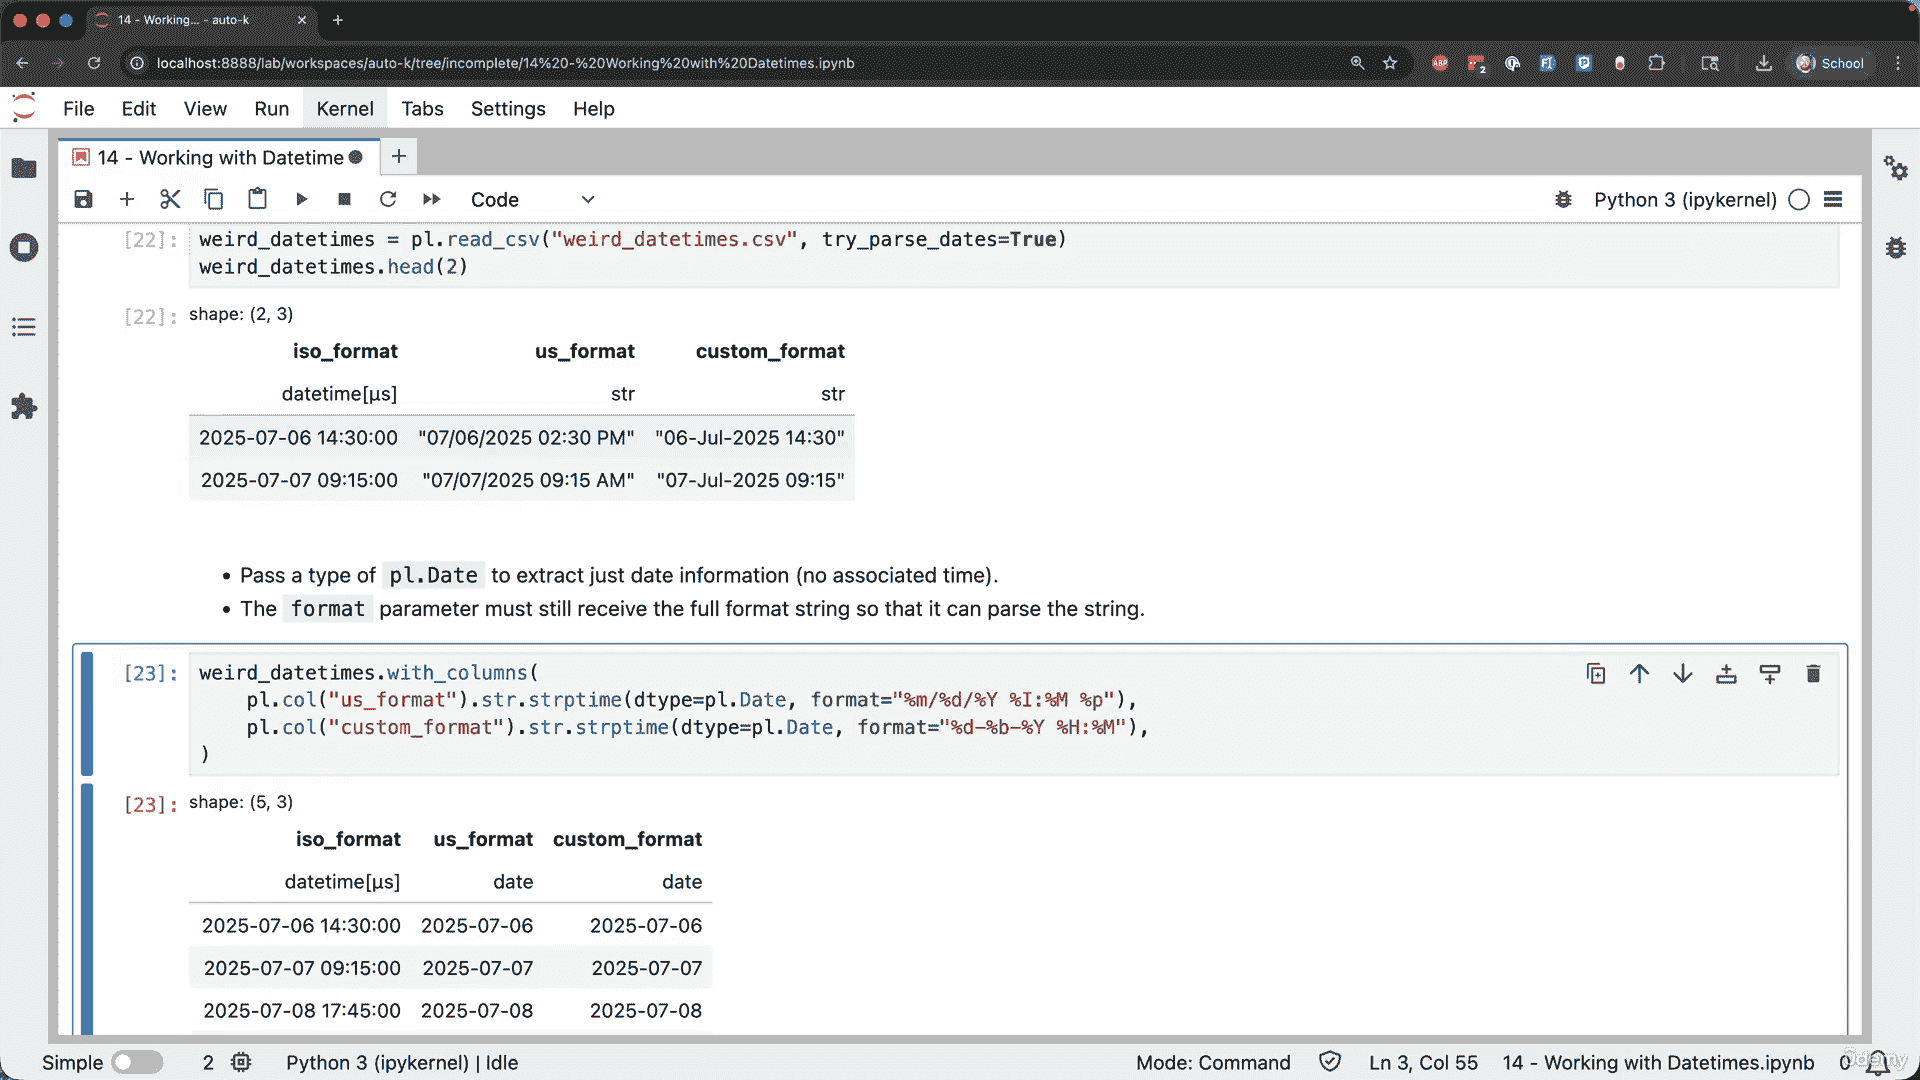 14 - Working... - auto-k
localhost:8888/lab/workspaces/auto-k/tree/incomplete/14%20-%20Working%20with%20Datetimes.ipynb
ABP
2
School
File Edit View Run Kernel Tabs Settings Help
14 - Working with Datetime
Code
Python 3 (ipykernel)
[22]: weird_datetimes = pl.read_csv("weird_datetimes.csv", try_parse_dates=True)
weird_datetimes.head(2)
[22]: shape: (2, 3)
iso_format us_format custom_format
datetime[μs] str str
2025-07-06 14:30:00 "07/06/2025 02:30 PM" "06-Jul-2025 14:30"
2025-07-07 09:15:00 "07/07/2025 09:15 AM" "07-Jul-2025 09:15"
• Pass a type of pl.Date to extract just date information (no associated time).
• The format parameter must still receive the full format string so that it can parse the string.
[23]: weird_datetimes.with_columns(
pl.col("us_format").str.strptime(dtype=pl.Date, format="%m/%d/%Y %I:%M %p"),
pl.col("custom_format").str.strptime(dtype=pl.Date, format="%d-%b-%Y %H:%M"),
)
[23]: shape: (5, 3)
iso_format us_format custom_format
datetime[μs] date date
2025-07-06 14:30:00 2025-07-06 2025-07-06
2025-07-07 09:15:00 2025-07-07 2025-07-07
2025-07-08 17:45:00 2025-07-08 2025-07-08
Simple 2 Python 3 (ipykernel) | Idle Mode: Command Ln 3, Col 55 14 - Working with Datetimes.ipynb 0
Udemy